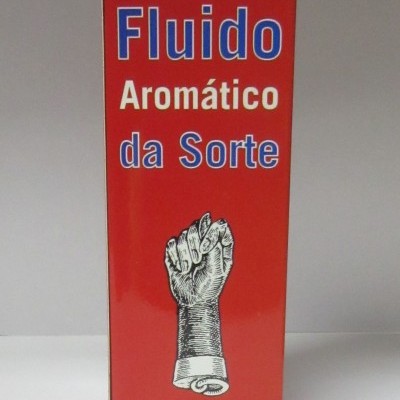 Fluido
Aromático
da Sorte